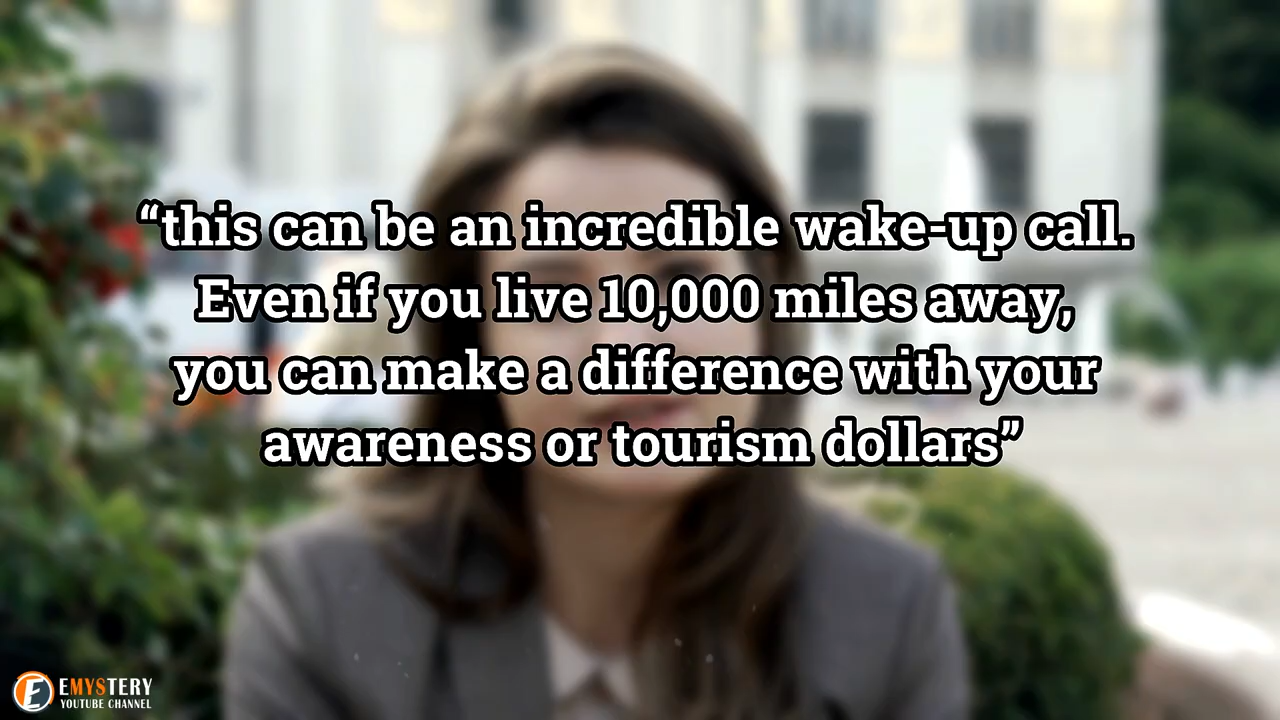 “this can be an incredible wake-up call.
Even if you live 10,000 miles away,
you can make a difference with your
awareness or tourism dollars”
E EMYSTERY
YOUTUBE CHANNEL